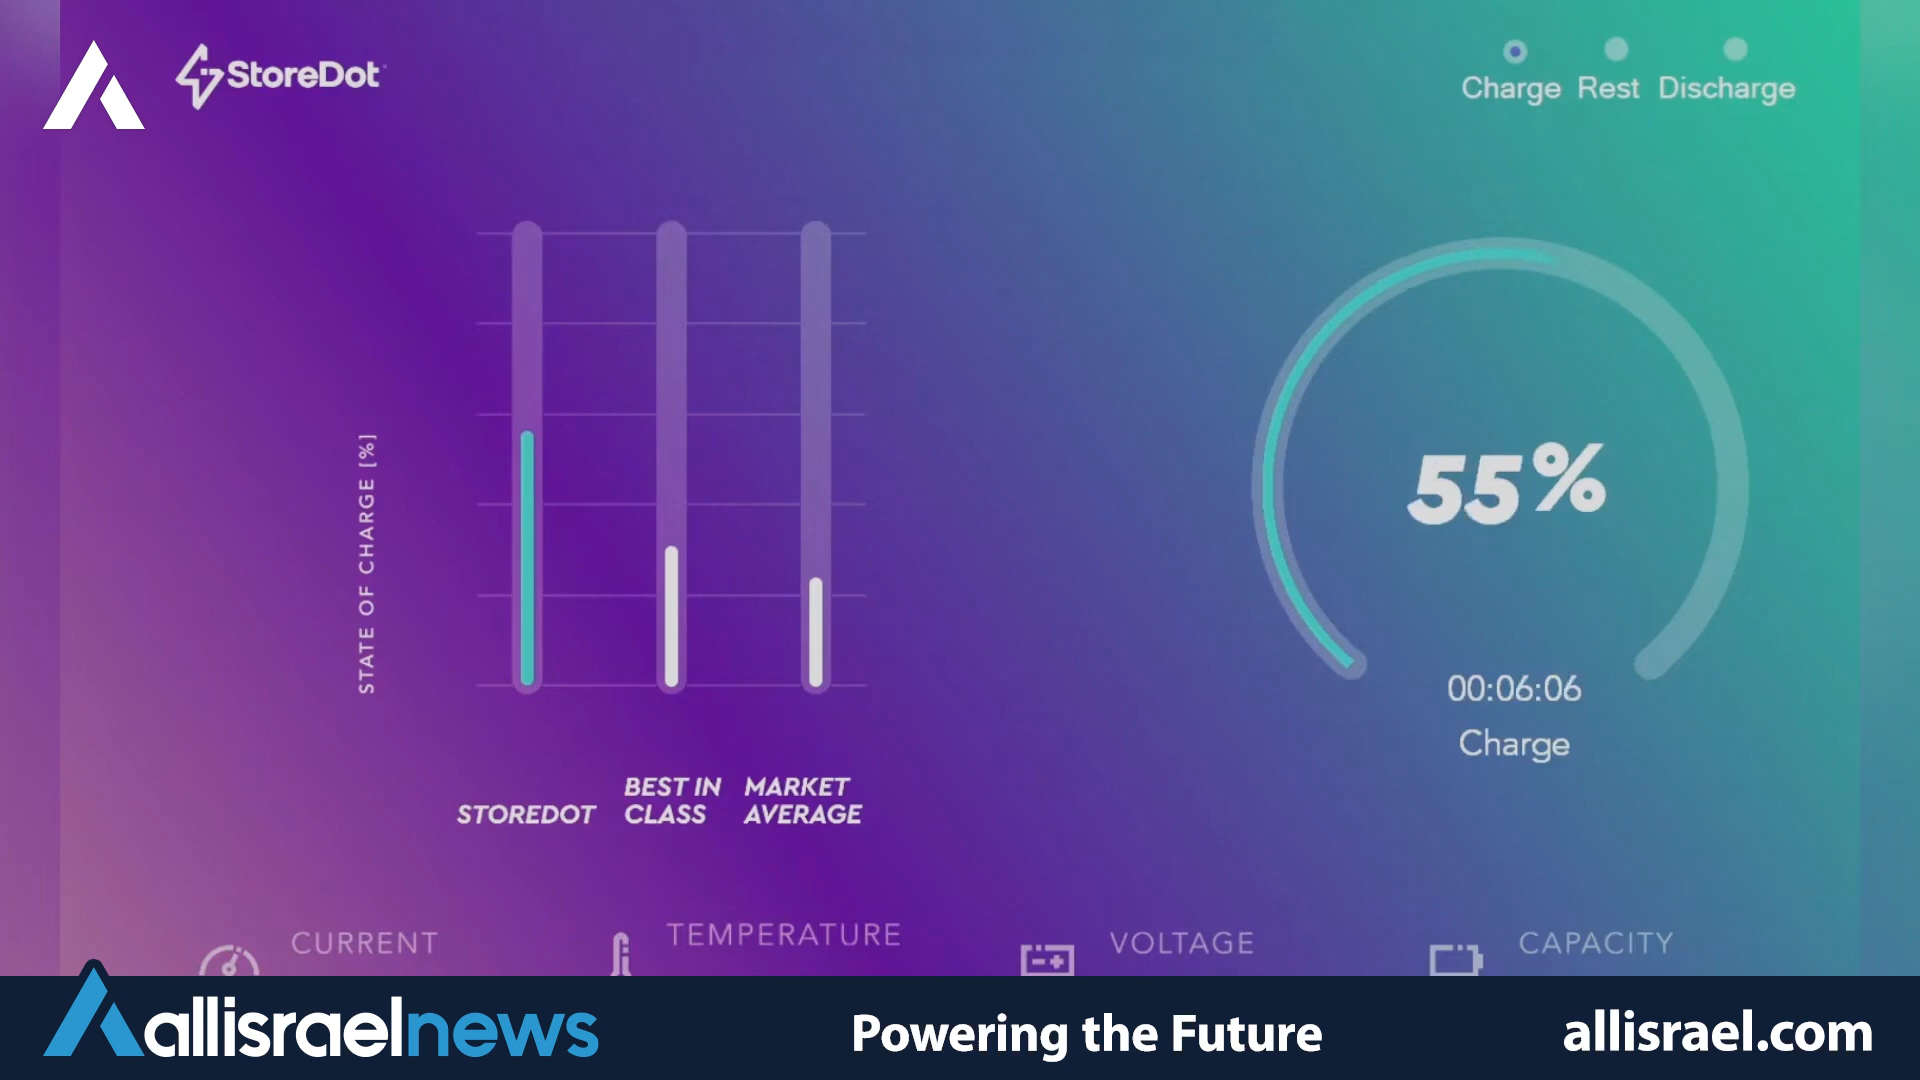 StoreDot
Charge Rest Discharge
STATE OF CHARGE [%]
55%
00:06:06
Charge
STOREDOT
BEST IN
CLASS
MARKET
AVERAGE
CURRENT
TEMPERATURE
VOLTAGE
CAPACITY
allisraelnews
Powering the Future
allisrael.com